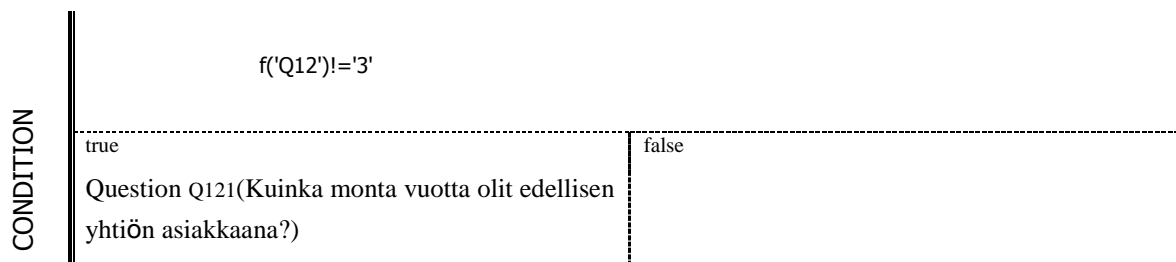 f('Q12')!='3'
CONDITION
true
false
Question Q121(Kuinka monta vuotta olit edellisen
yhtiön asiakkaana?)